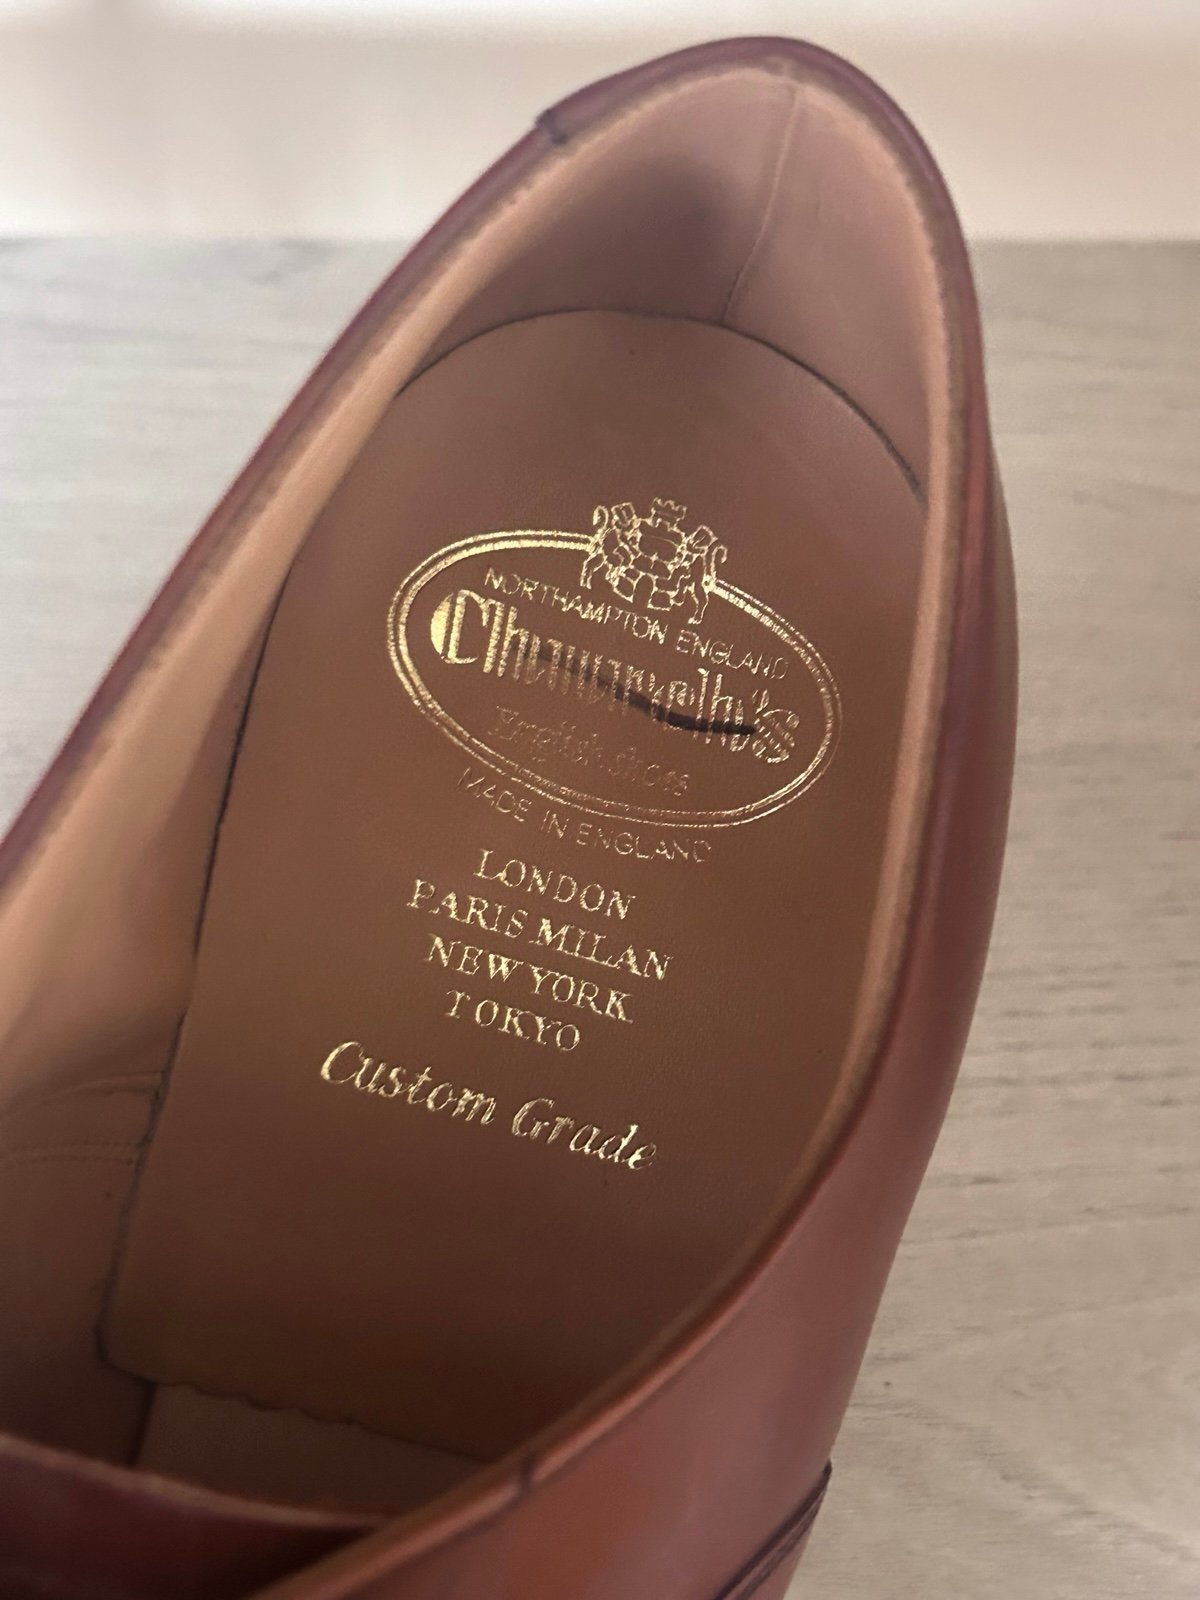 NORTHAMPTON ENGLAND
Church's
English shoes
MADE IN ENGLAND
LONDON
PARIS MILAN
NEW YORK
TOKYO
Custom Grade